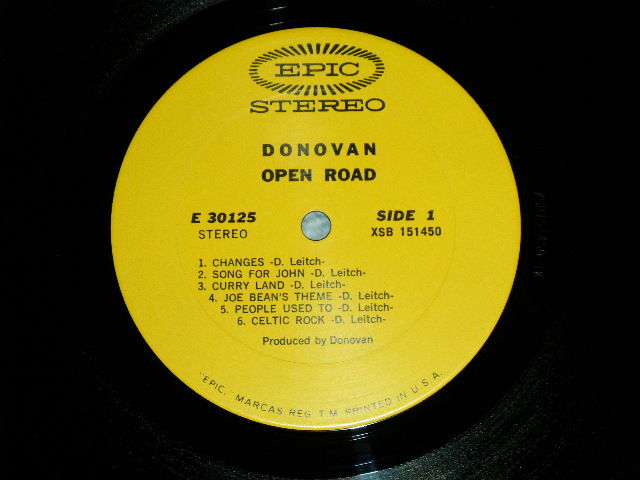 EPIC
STEREO
DONOVAN
OPEN ROAD
E 30125
STEREO
SIDE 1
XSB 151450
1. CHANGES -D. Leitch-
2. SONG FOR JOHN -D. Leitch-
3. CURRY LAND -D. Leitch-
4. JOE BEAN'S THEME -D. Leitch-
5. PEOPLE USED TO -D. Leitch-
6. CELTIC ROCK -D. Leitch-
Produced by Donovan
"EPIC," MARCAS REG. T.M. PRINTED IN U.S.A.